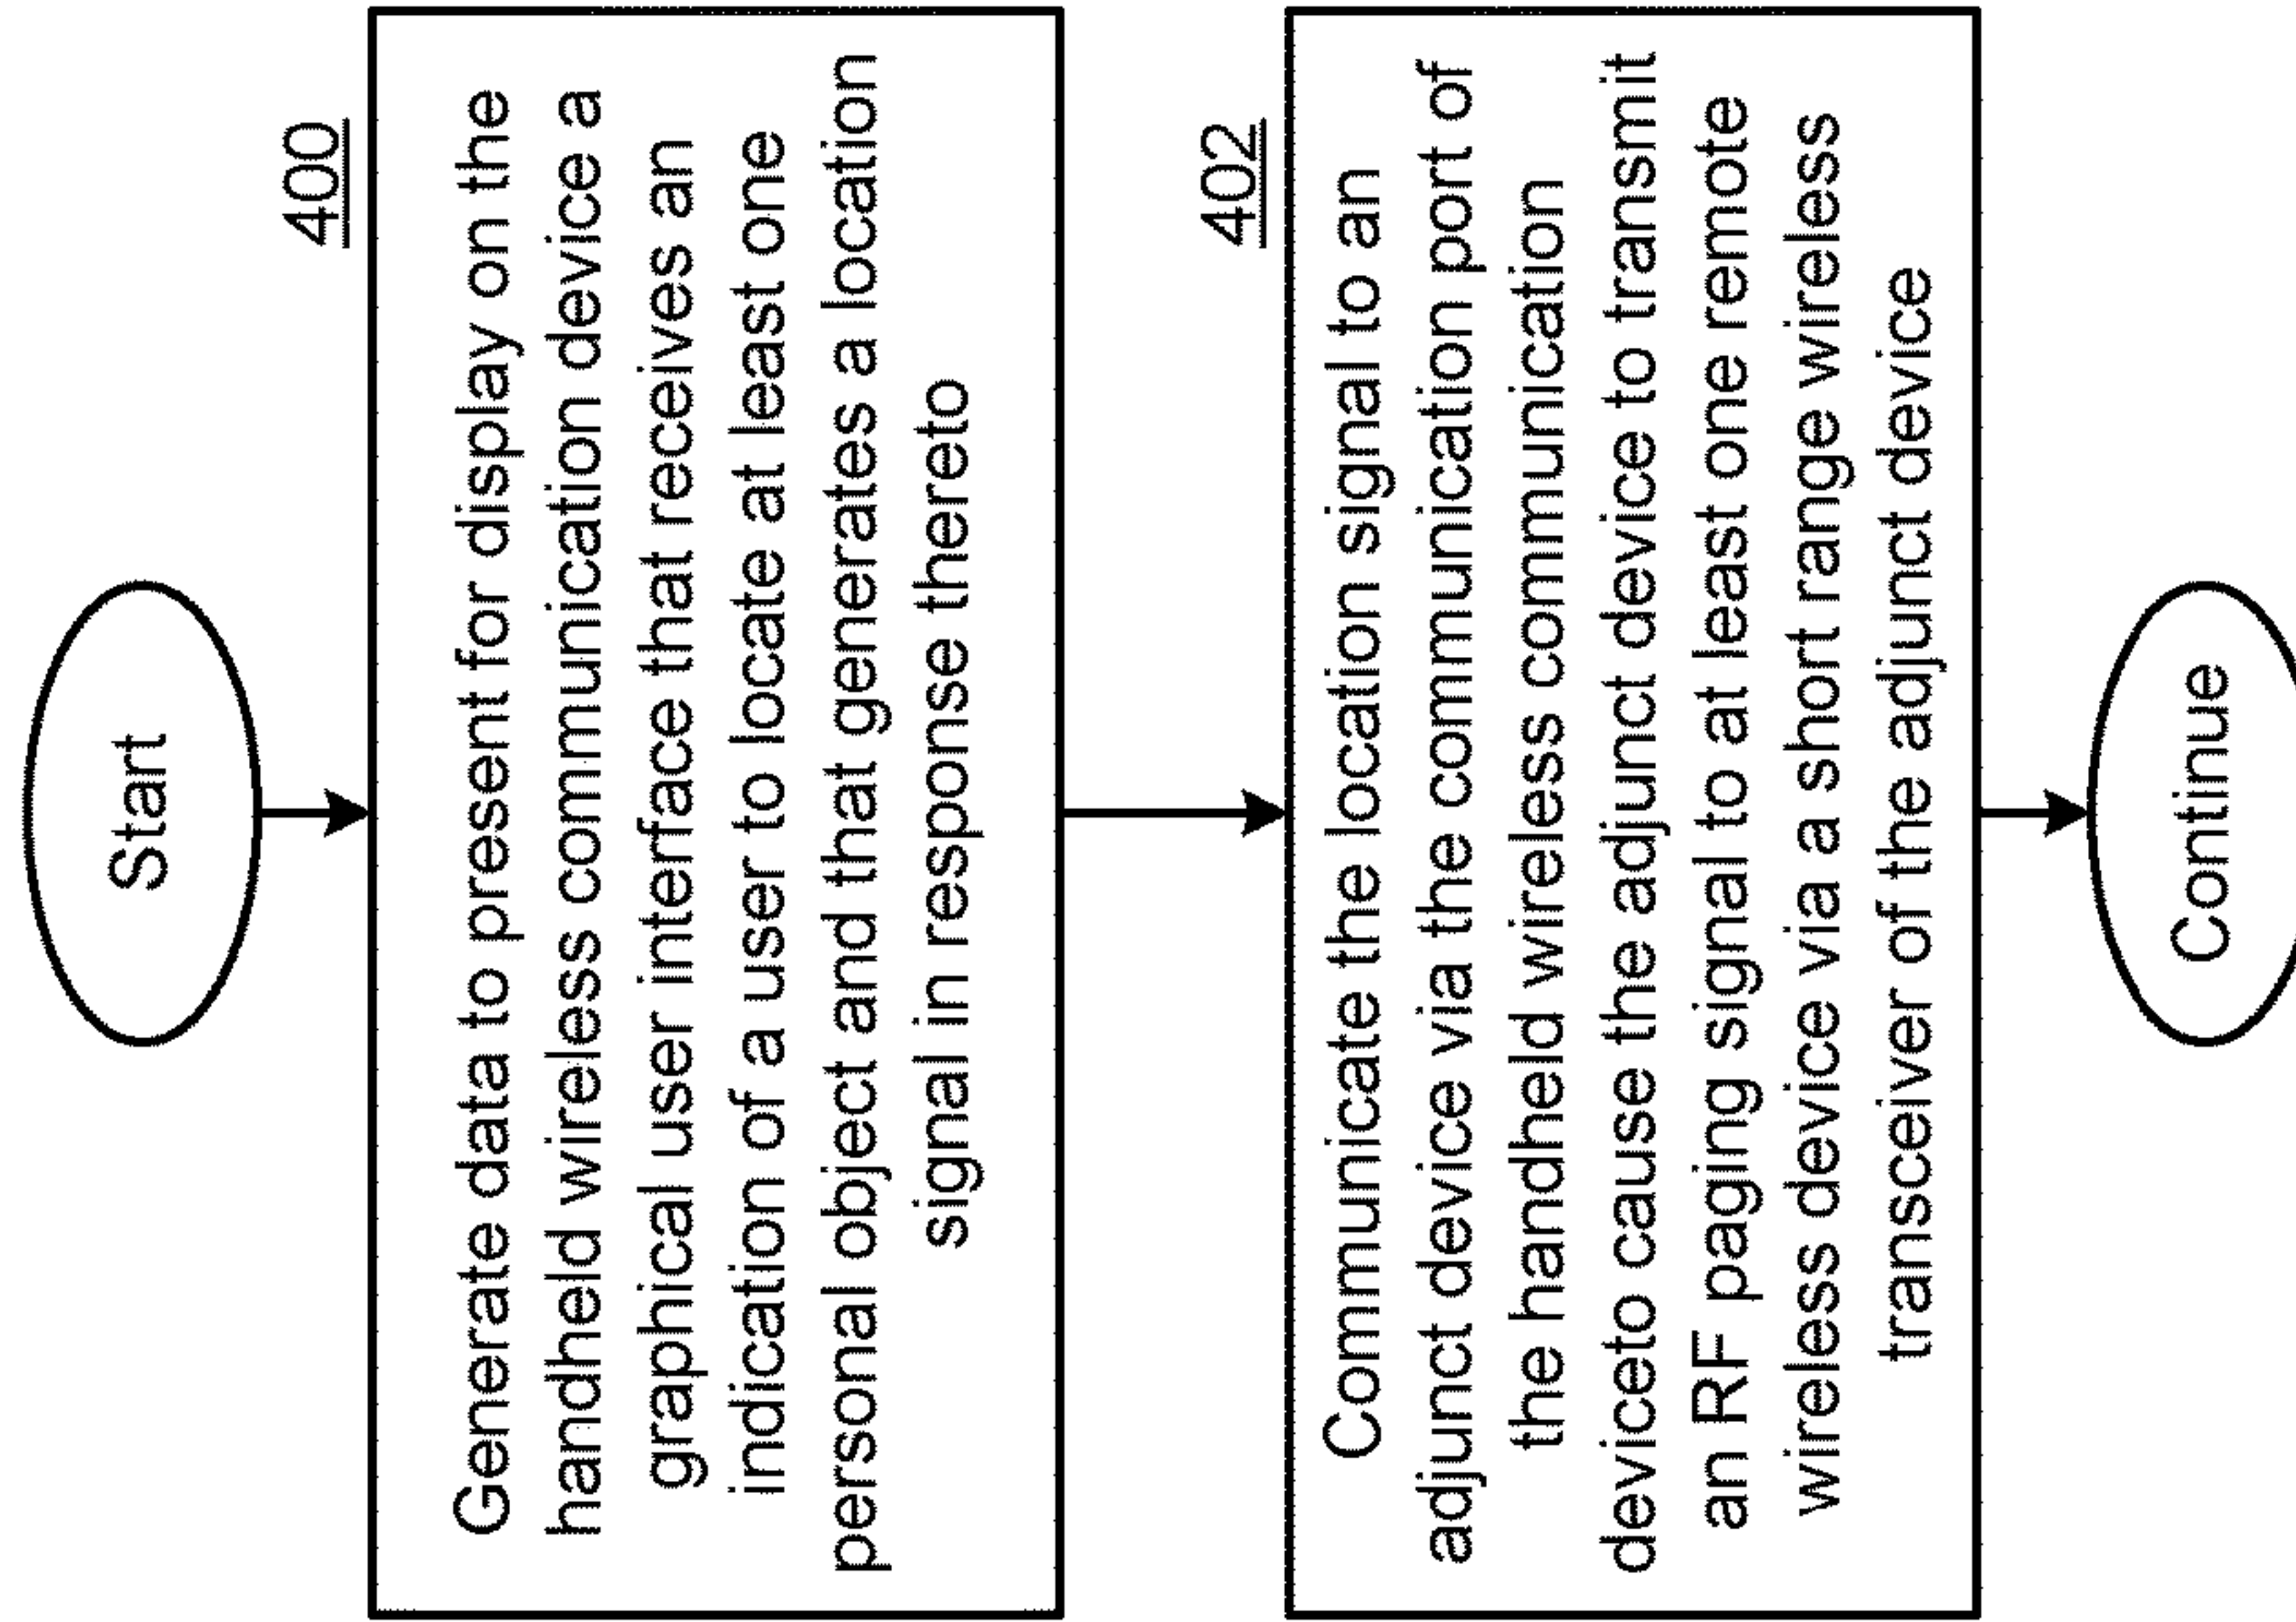 Start
400
Generate data to present for display on the
handheld wireless communication device a
graphical user interface that receives an
indication of a user to locate at least one
personal object and that generates a location
signal in response thereto
402
Communicate the location signal to an
adjunct device via the communication port of
the handheld wireless communication
deviceto cause the adjunct device to transmit
an RF paging signal to at least one remote
wireless device via a short range wireless
transceiver of the adjunct device
Continue